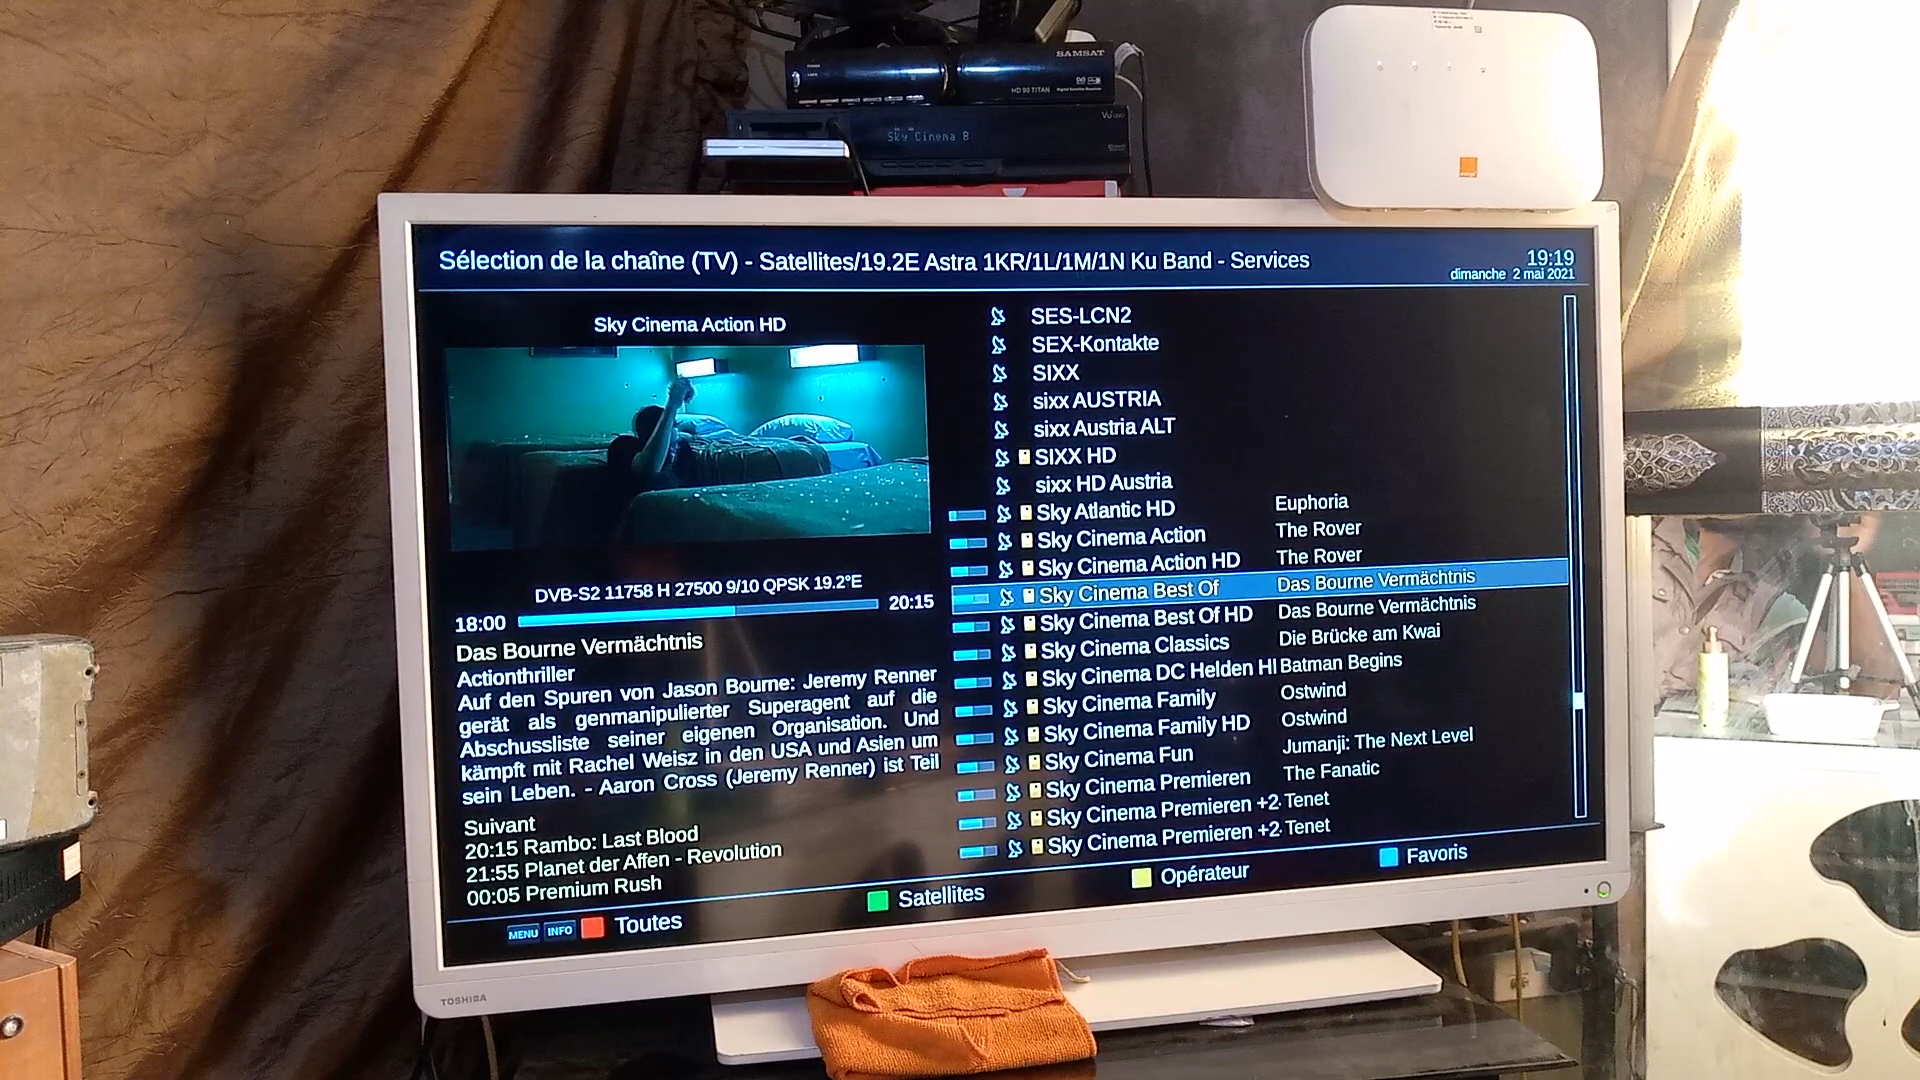 SAMSAT
HD 90 TITAN
Digital Satellite Receiver
Vu+ UNO
Sky Cinema B
orange
Sélection de la chaîne (TV) - Satellites/19.2E Astra 1KR/1L/1M/1N Ku Band - Services
19:19
dimanche 2 mai 2021
Sky Cinema Action HD
DVB-S2 11758 H 27500 9/10 QPSK 19.2°E
18:00
20:15
Das Bourne Vermächtnis
Actionthriller
Auf den Spuren von Jason Bourne: Jeremy Renner
gerät als genmanipulierter Superagent auf die
Abschussliste seiner eigenen Organisation. Und
kämpft mit Rachel Weisz in den USA und Asien um
sein Leben. - Aaron Cross (Jeremy Renner) ist Teil
Suivant
20:15 Rambo: Last Blood
21:55 Planet der Affen - Revolution
00:05 Premium Rush
SES-LCN2
SEX-Kontakte
SIXX
sixx AUSTRIA
sixx Austria ALT
SIXX HD
sixx HD Austria
Sky Atlantic HD Euphoria
Sky Cinema Action The Rover
Sky Cinema Action HD The Rover
Sky Cinema Best Of Das Bourne Vermächtnis
Sky Cinema Best Of HD Das Bourne Vermächtnis
Sky Cinema Classics Die Brücke am Kwai
Sky Cinema DC Helden HI Batman Begins
Sky Cinema Family Ostwind
Sky Cinema Family HD Ostwind
Sky Cinema Fun Jumanji: The Next Level
Sky Cinema Premieren The Fanatic
Sky Cinema Premieren +2 Tenet
Sky Cinema Premieren +2 Tenet
MENU INFO Toutes
Satellites
Opérateur
Favoris
TOSHIBA